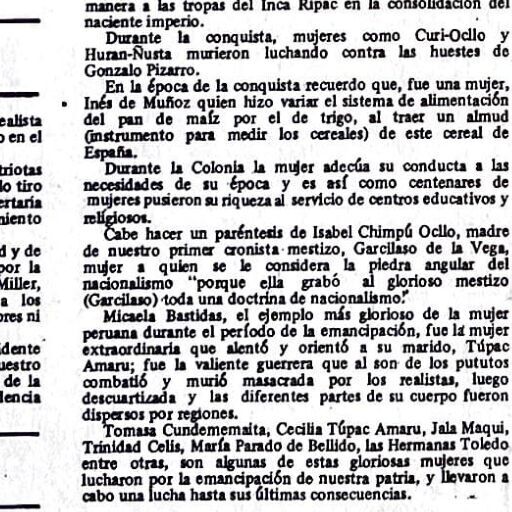 ealista
o en el
triotas
lo tiro
ertaría
miento
d y de
por la
Miller,
a los
ores ni
idente
uestro
de la
lencia
manera a las tropas del Inca Ripac en la consolidación del
naciente imperio.
Durante la conquista, mujeres como Curi-Ocllo y
Huran-Ñusta murieron luchando contra las huestes de
Gonzalo Pizarro.
En la época de la conquista recuerdo que, fue una mujer,
Inés de Muñoz quien hizo variar el sistema de alimentación
del pan de maíz por el de trigo, al traer un almud
(instrumento para medir los cereales) de este cereal de
España.
Durante la Colonia la mujer adecúa su conducta a las
necesidades de su época y es así como centenares de
mujeres pusieron su riqueza al servicio de centros educativos y
religiosos.
Cabe hacer un paréntesis de Isabel Chimpú Ocllo, madre
de nuestro primer cronista mestizo, Garcilaso de la Vega,
mujer a quien se le considera la piedra angular del
nacionalismo "porque ella grabó al glorioso mestizo
(Garcilaso) toda una doctrina de nacionalismo."
Micaela Bastidas, el ejemplo más glorioso de la mujer
peruana durante el período de la emancipación, fue la mujer
extraordinaria que alentó y orientó a su marido, Túpac
Amaru; fue la valiente guerrera que al son de los pututos
combatió y murió masacrada por los realistas, luego
descuartizada y las diferentes partes de su cuerpo fueron
dispersos por regiones.
Tomasa Cundememaita, Cecilia Túpac Amaru, Jala Maqui,
Trinidad Celis, María Parado de Bellido, las Hermanas Toledo
entre otras, son algunas de estas gloriosas mujeres que
lucharon por la emancipación de nuestra patria, y llevaron a
cabo una lucha hasta sus últimas consecuencias.